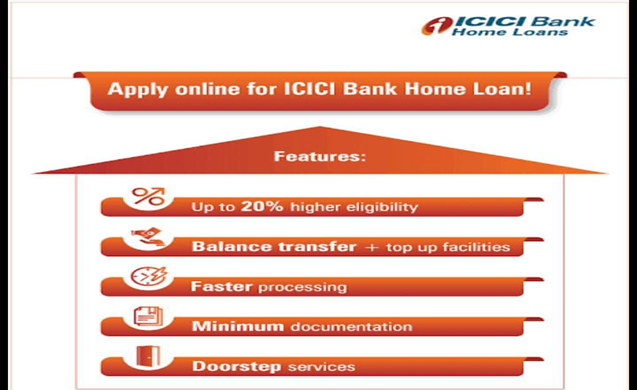 ICICI Bank
Home Loans
Apply online for ICICI Bank Home Loan!
Features:
Up to 20% higher eligibility
Balance transfer + top up facilities
Faster processing
Minimum documentation
Doorstep services